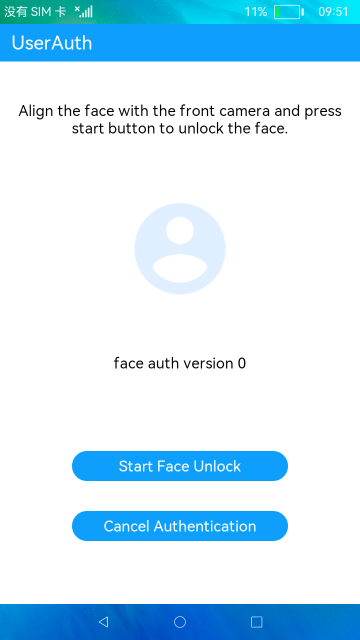 没有 SIM 卡
11%
09:51
UserAuth
Align the face with the front camera and press
start button to unlock the face.
face auth version 0
Start Face Unlock
Cancel Authentication